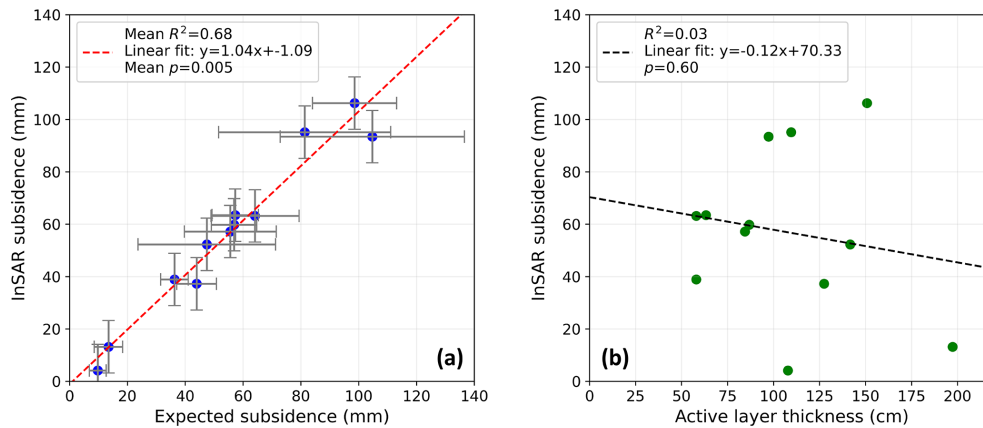 Mean R²=0.68
Linear fit: y=1.04x+-1.09
Mean p=0.005
140
120
100
80
60
40
20
0
InSAR subsidence (mm)
(a)
0 20 40 60 80 100 120 140
Expected subsidence (mm)
R²=0.03
Linear fit: y=-0.12x+70.33
p=0.60
140
120
100
80
60
40
20
0
InSAR subsidence (mm)
(b)
0 25 50 75 100 125 150 175 200
Active layer thickness (cm)